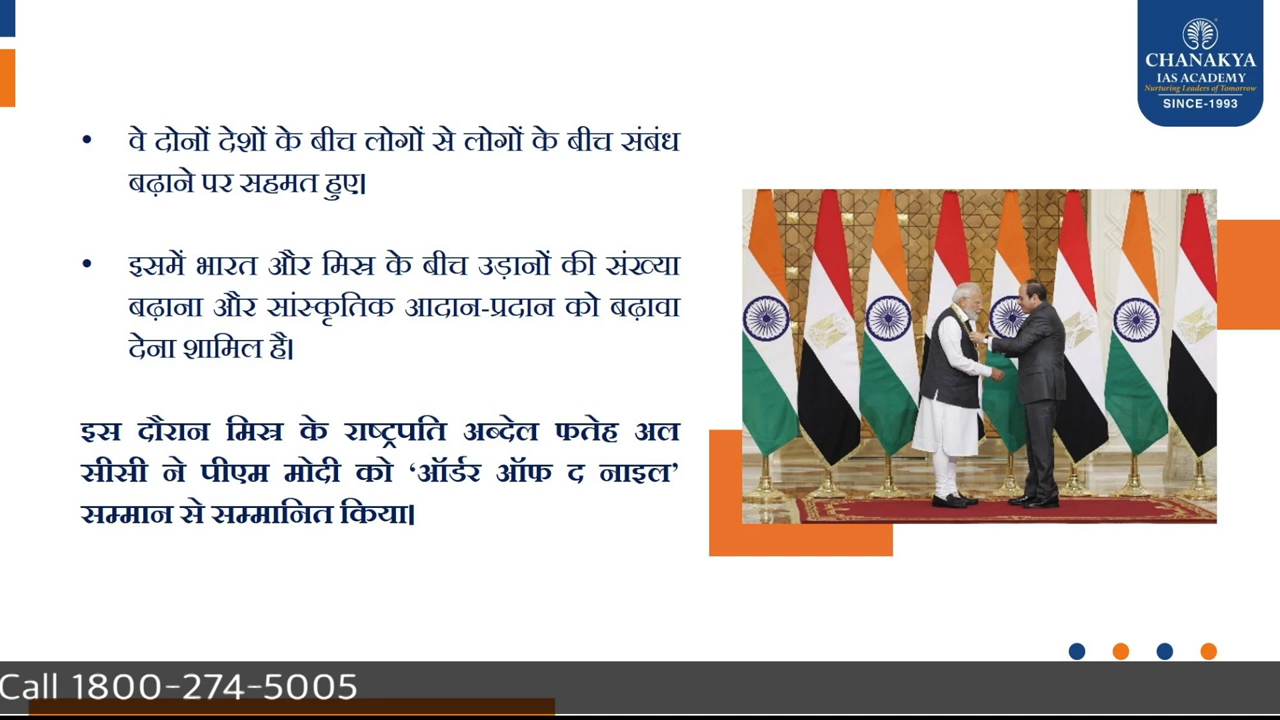 CHANAKYA
IAS ACADEMY
Nurturing Leaders of Tomorrow
SINCE-1993
• वे दोनों देशों के बीच लोगों से लोगों के बीच संबंध
बढ़ाने पर सहमत हुए।
• इसमें भारत और मिस्र के बीच उड़ानों की संख्या
बढ़ाना और सांस्कृतिक आदान-प्रदान को बढ़ावा
देना शामिल है।
इस दौरान मिस्र के राष्ट्रपति अब्देल फतेह अल
सीसी ने पीएम मोदी को ‘ऑर्डर ऑफ द नाइल’
सम्मान से सम्मानित किया।
Call 1800-274-5005